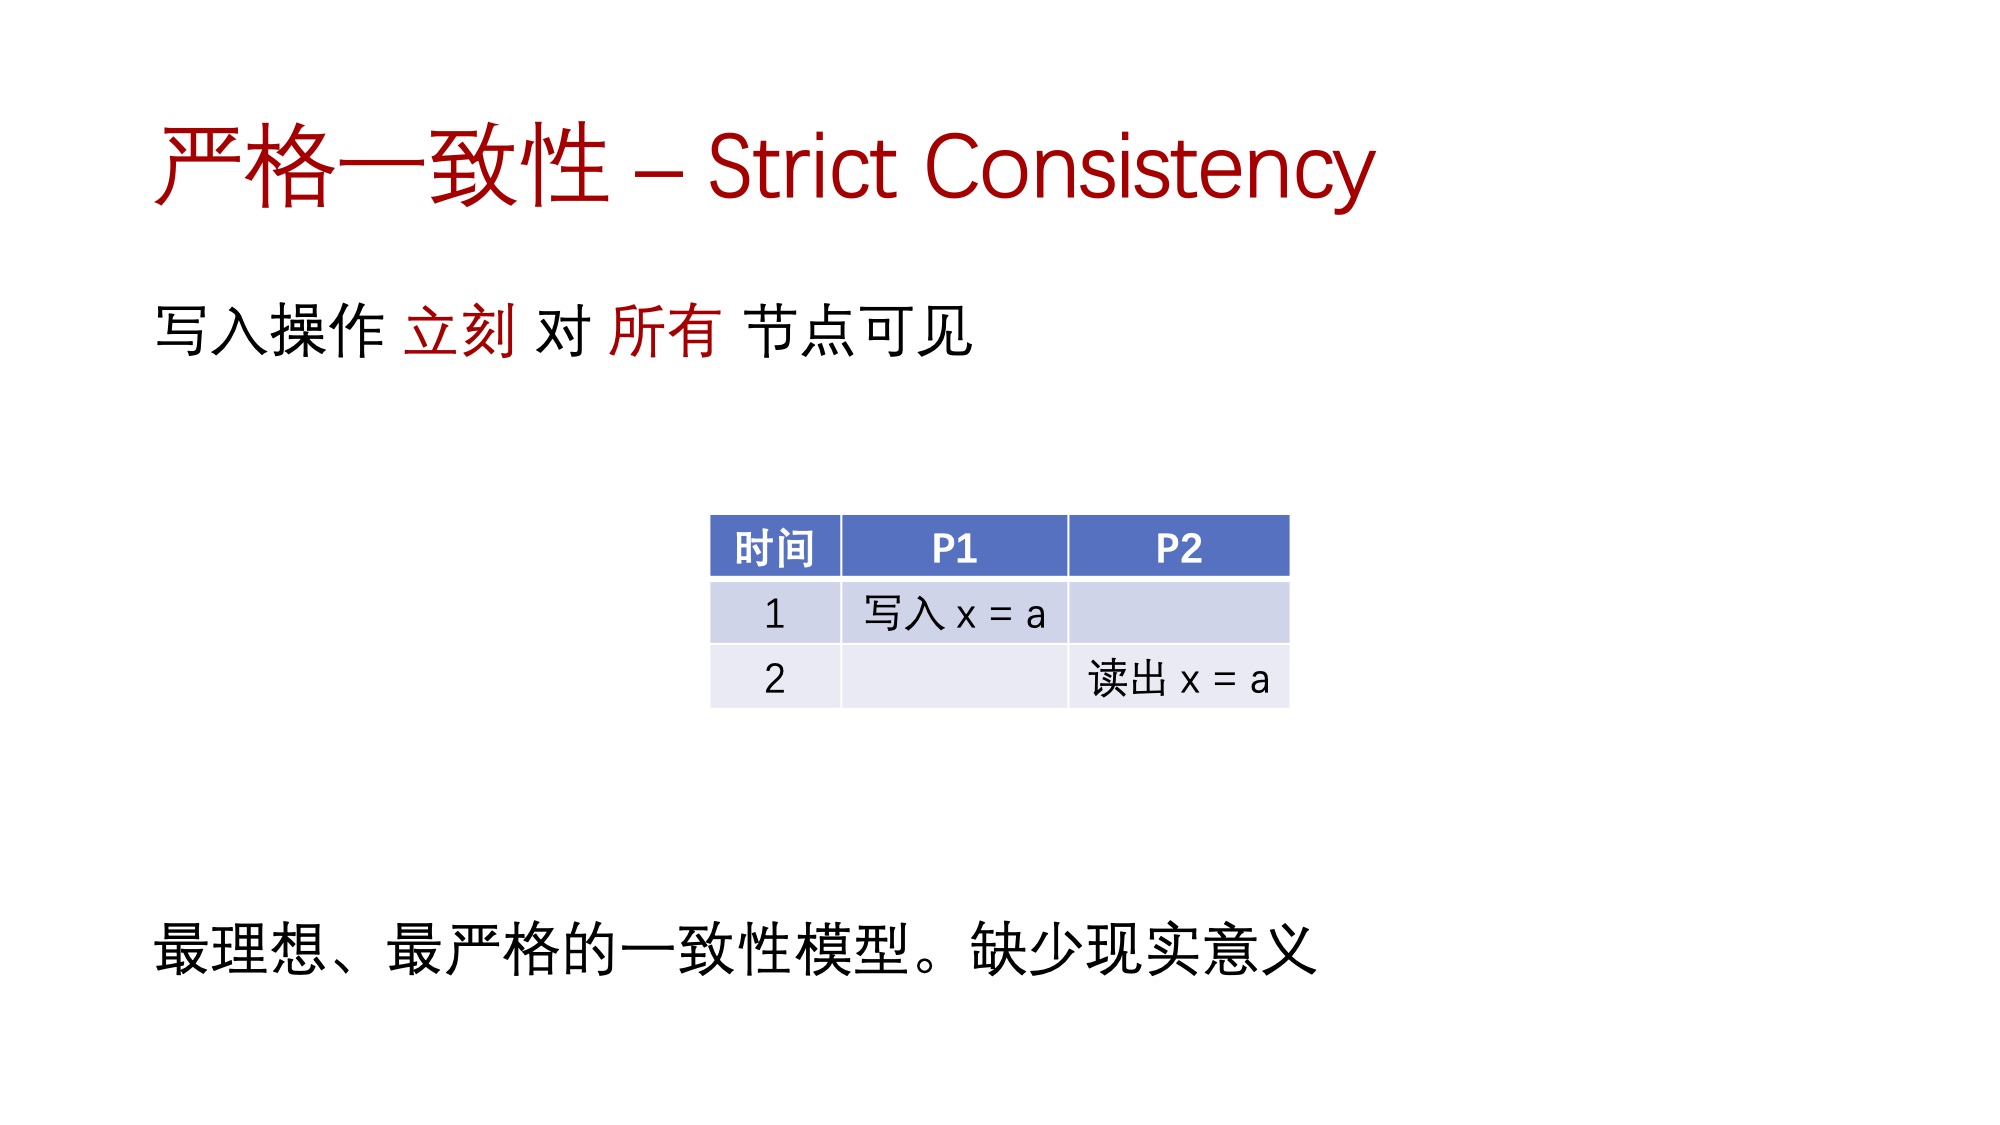 严格一致性 – Strict Consistency
写入操作 立刻 对 所有 节点可见
时间 P1 P2
1 写入 x = a
2 读出 x = a
最理想、最严格的一致性模型。缺少现实意义